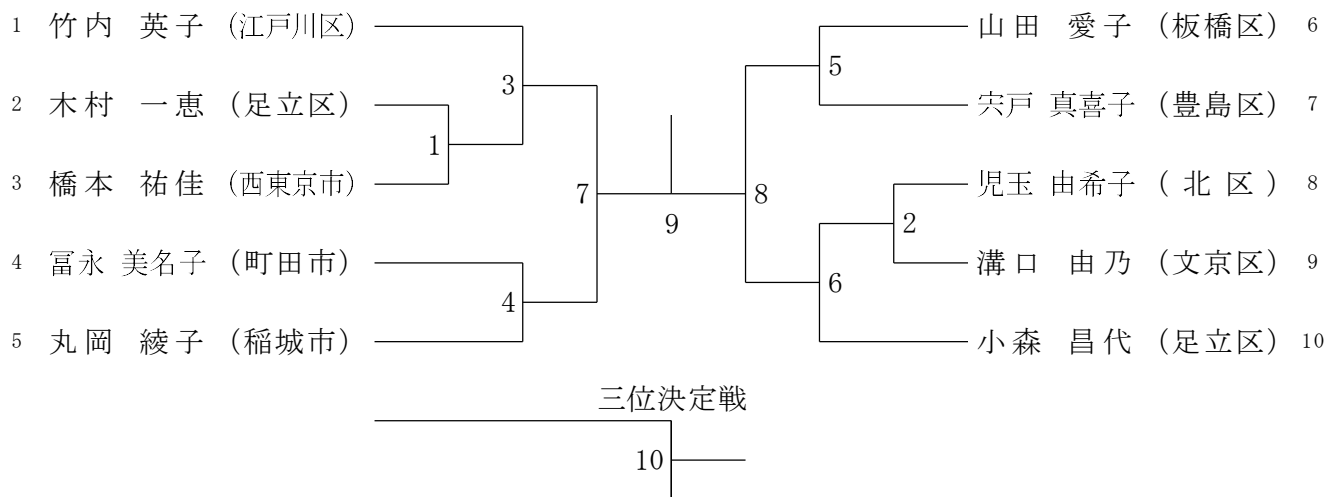 1 竹内 英子 (江戸川区)
2 木村 一恵 (足立区)
3 橋本 祐佳 (西東京市)
4 冨永 美名子 (町田市)
5 丸岡 綾子 (稲城市)
3
1
7
4
9
8
5
2
6
山田 愛子 (板橋区) 6
宍戸 真喜子 (豊島区) 7
児玉 由希子 (北区) 8
溝口 由乃 (文京区) 9
小森 昌代 (足立区) 10
三位決定戦
10